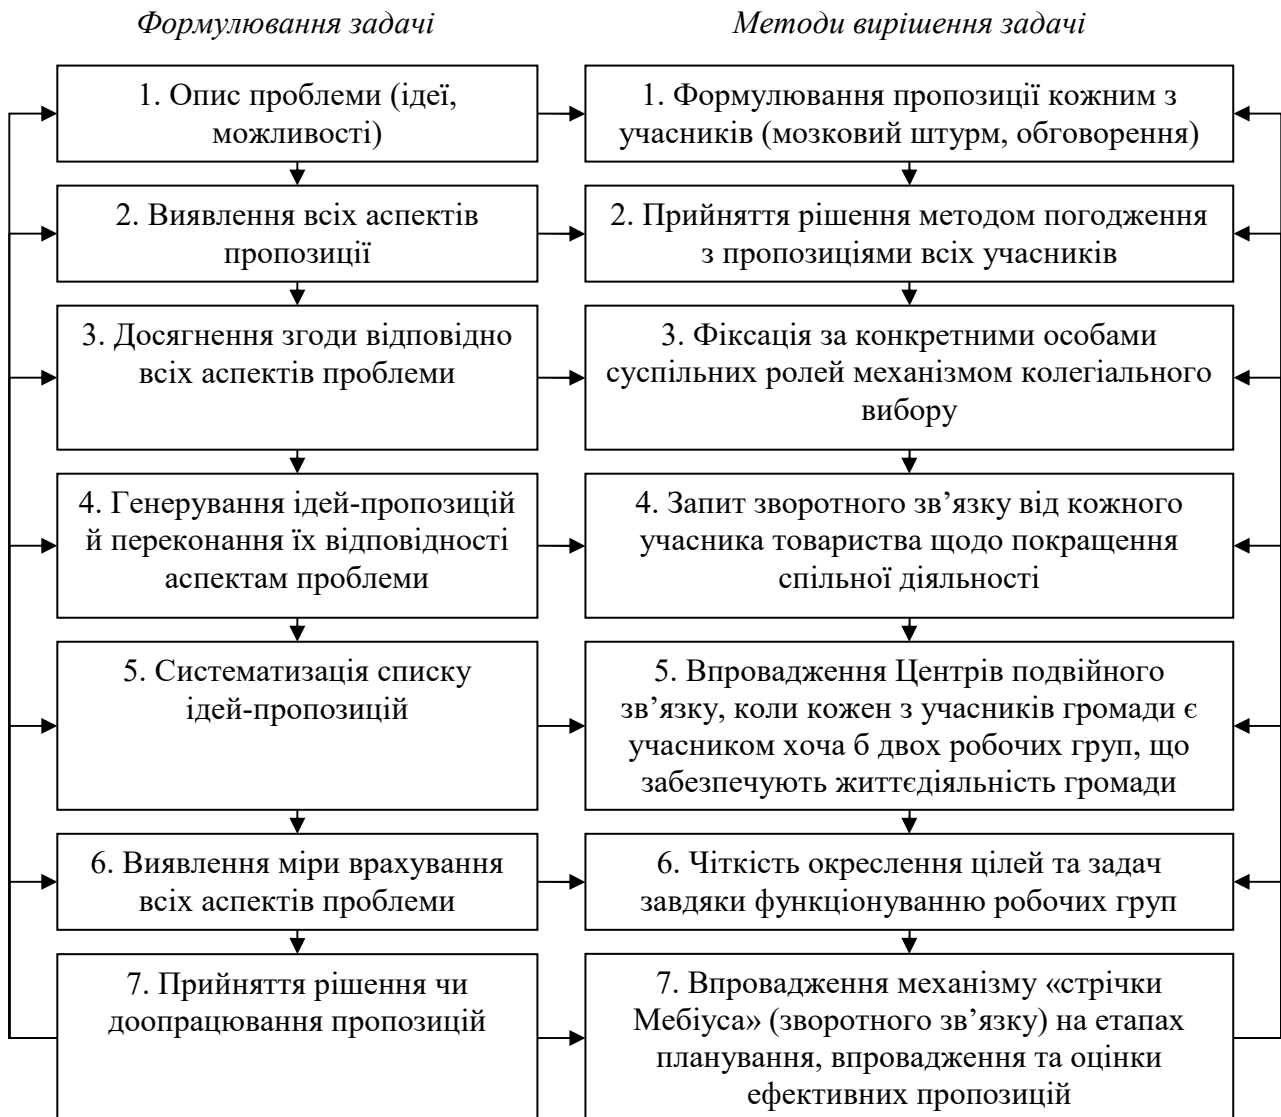 Формулювання задачі
Методи вирішення задачі
1. Опис проблеми (ідеї,
можливості)
1. Формулювання пропозиції кожним з
учасників (мозковий штурм, обговорення)
2. Виявлення всіх аспектів
пропозиції
2. Прийняття рішення методом погодження
з пропозиціями всіх учасників
3. Досягнення згоди відповідно
всіх аспектів проблеми
3. Фіксація за конкретними особами
суспільних ролей механізмом колегіального
вибору
4. Генерування ідей-пропозицій
й переконання їх відповідності
аспектам проблеми
4. Запит зворотного зв’язку від кожного
учасника товариства щодо покращення
спільної діяльності
5. Систематизація списку
ідей-пропозицій
5. Впровадження Центрів подвійного
зв’язку, коли кожен з учасників громади є
учасником хоча б двох робочих груп, що
забезпечують життєдіяльність громади
6. Виявлення міри врахування
всіх аспектів проблеми
6. Чіткість окреслення цілей та задач
завдяки функціонуванню робочих груп
7. Прийняття рішення чи
доопрацювання пропозицій
7. Впровадження механізму «стрічки
Мебіуса» (зворотного зв’язку) на етапах
планування, впровадження та оцінки
ефективних пропозицій